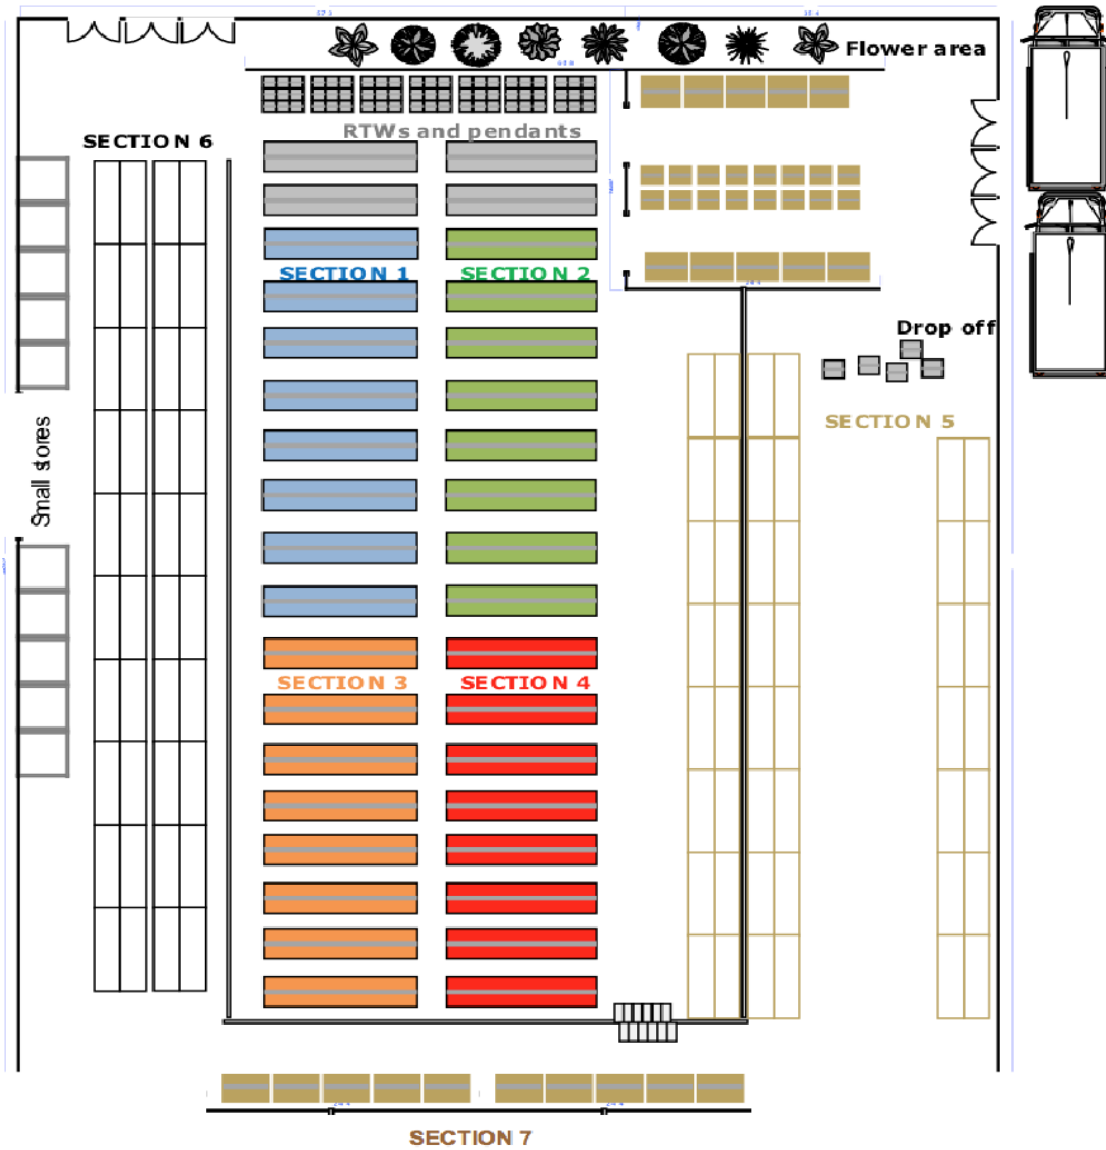 Flower area
RTWs and pendants
SECTION 6
SECTION 1
SECTION 2
Drop off
SECTION 5
Small stores
SECTION 3
SECTION 4
SECTION 7